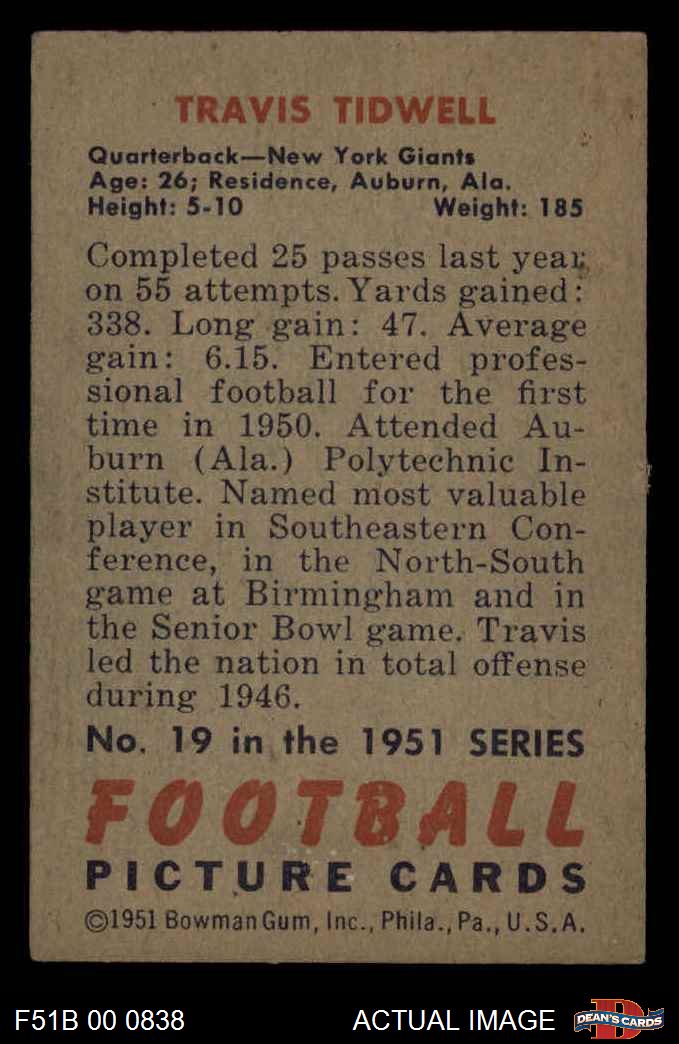 TRAVIS TIDWELL
Quarterback—New York Giants
Age: 26; Residence, Auburn, Ala.
Height: 5-10 Weight: 185
Completed 25 passes last year,
on 55 attempts. Yards gained:
338. Long gain: 47. Average
gain: 6.15. Entered profes-
sional football for the first
time in 1950. Attended Au-
burn (Ala.) Polytechnic In-
stitute. Named most valuable
player in Southeastern Con-
ference, in the North-South
game at Birmingham and in
the Senior Bowl game. Travis
led the nation in total offense
during 1946.
No. 19 in the 1951 SERIES
FOOTBALL
PICTURE CARDS
©1951 Bowman Gum, Inc., Phila., Pa., U.S.A.
F51B 00 0838 ACTUAL IMAGE D DEAN'S CARDS